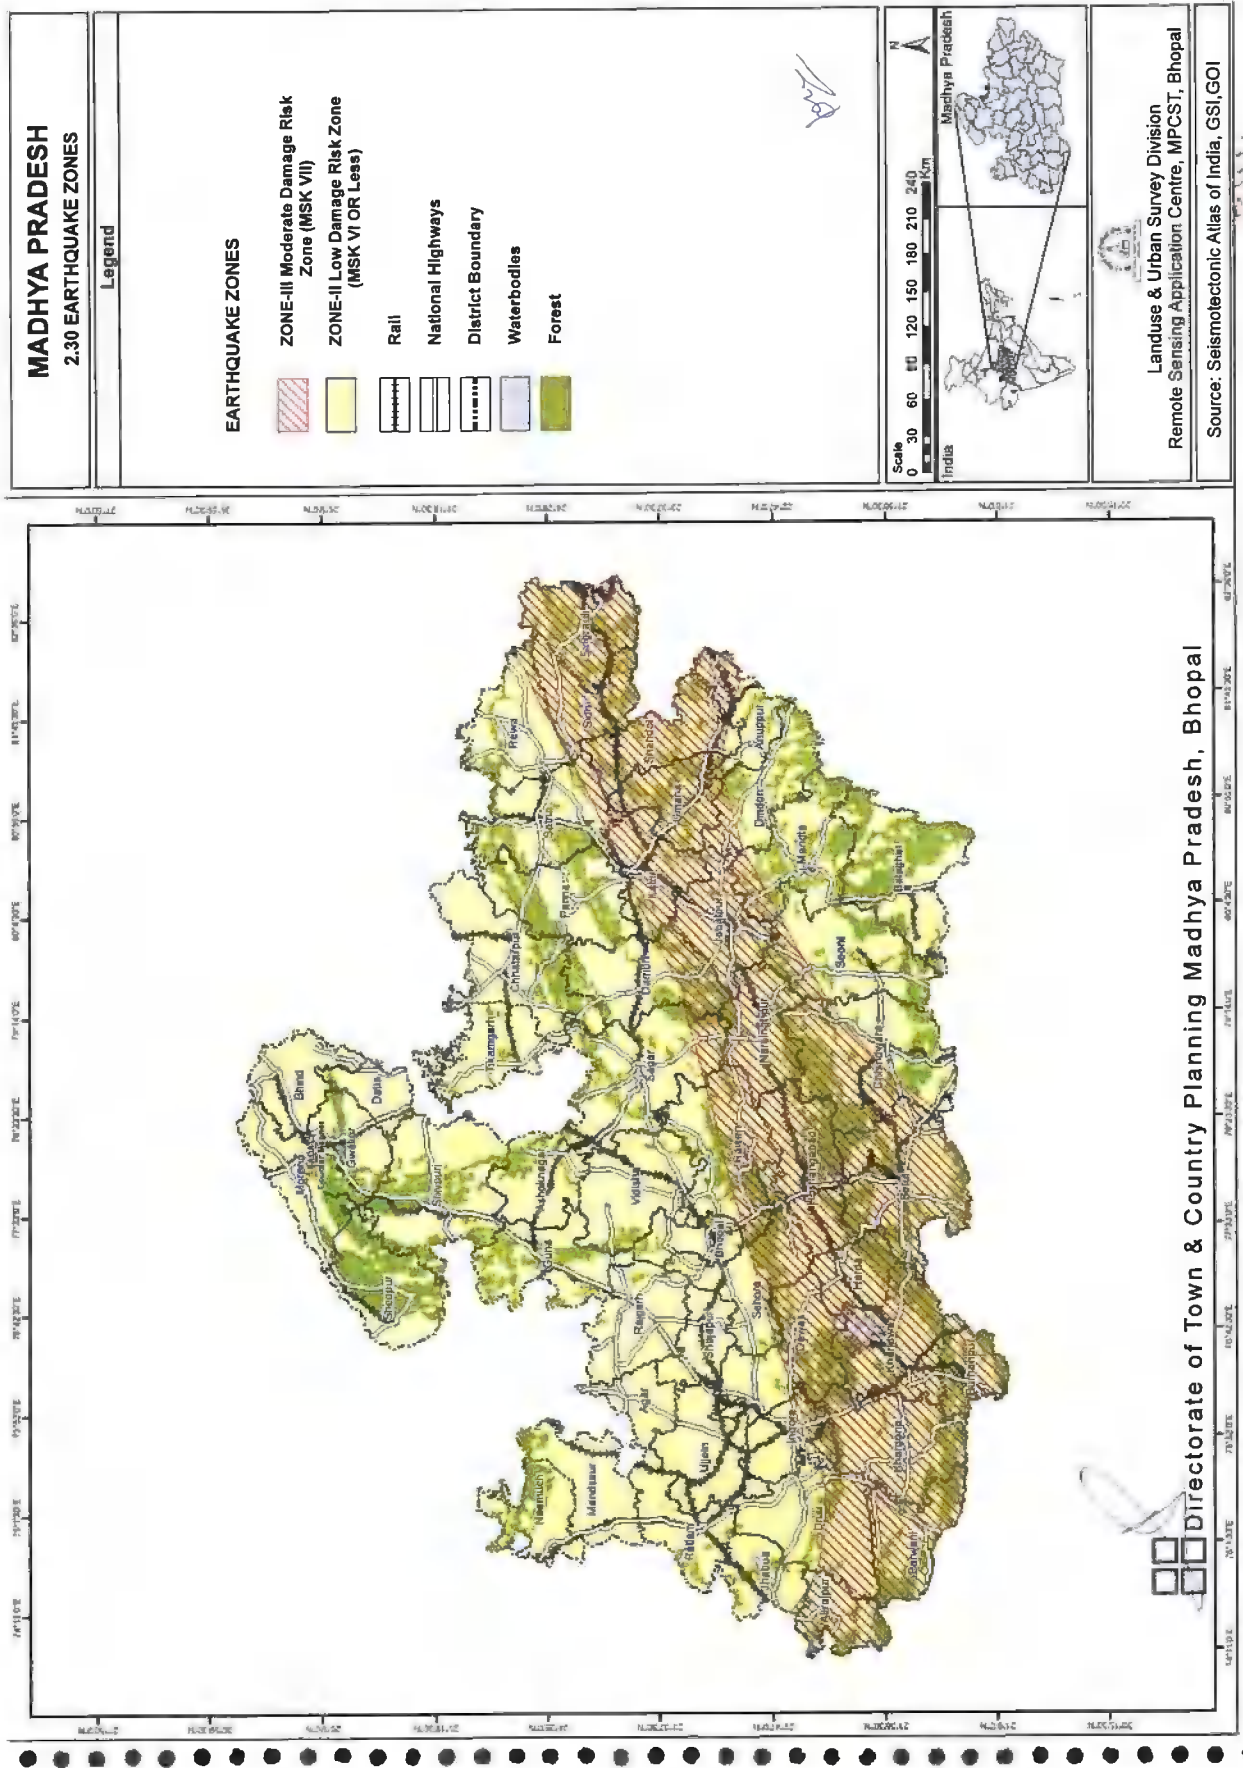 MADHYA PRADESH
2.30 EARTHQUAKE ZONES
Legend
EARTHQUAKE ZONES
ZONE-III Moderate Damage Risk
Zone (MSK VII)
ZONE-II Low Damage Risk Zone
(MSK VI OR Less)
Rail
National Highways
District Boundary
Waterbodies
Forest
Scale
0 30 60 90 120 150 180 210 240
Km
N
India
Madhya Pradesh
Landuse & Urban Survey Division
Remote Sensing Application Centre, MPCST, Bhopal
Source: Seismotectonic Atlas of India, GSI,GOI
Morena
Bhind
Gwalior
Datia
Sheopur
Shivpuri
Tikamgarh
Chhatarpur
Panna
Satna
Rewa
Sidhi
Singrauli
Shahdol
Umaria
Anuppur
Katni
Damoh
Sagar
Ashoknagar
Guna
Vidisha
Rajgarh
Bhopal
Raisen
Sehore
Shajapur
Agar
Neemuch
Mandsaur
Ujjain
Ratlam
Jhabua
Alirajpur
Dhar
Indore
Dewas
Harda
Hoshangabad
Narsinghpur
Jabalpur
Dindori
Mandla
Balaghat
Seoni
Chhindwara
Betul
Khandwa
Burhanpur
Khargone
Barwani
Directorate of Town & Country Planning Madhya Pradesh, Bhopal